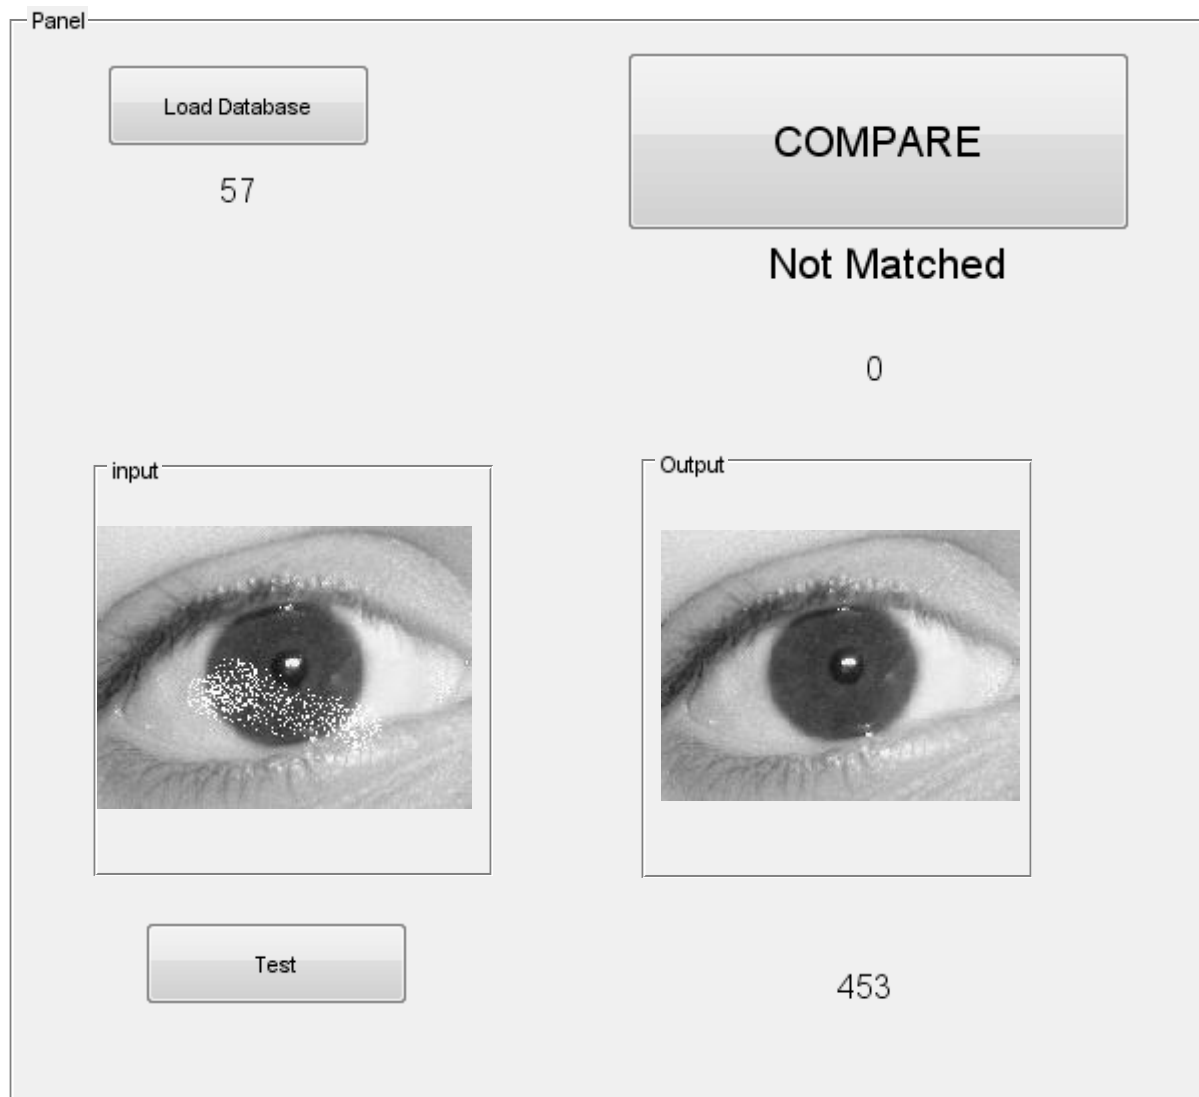 Panel
Load Database
57
COMPARE
Not Matched
0
input
Output
Test
453